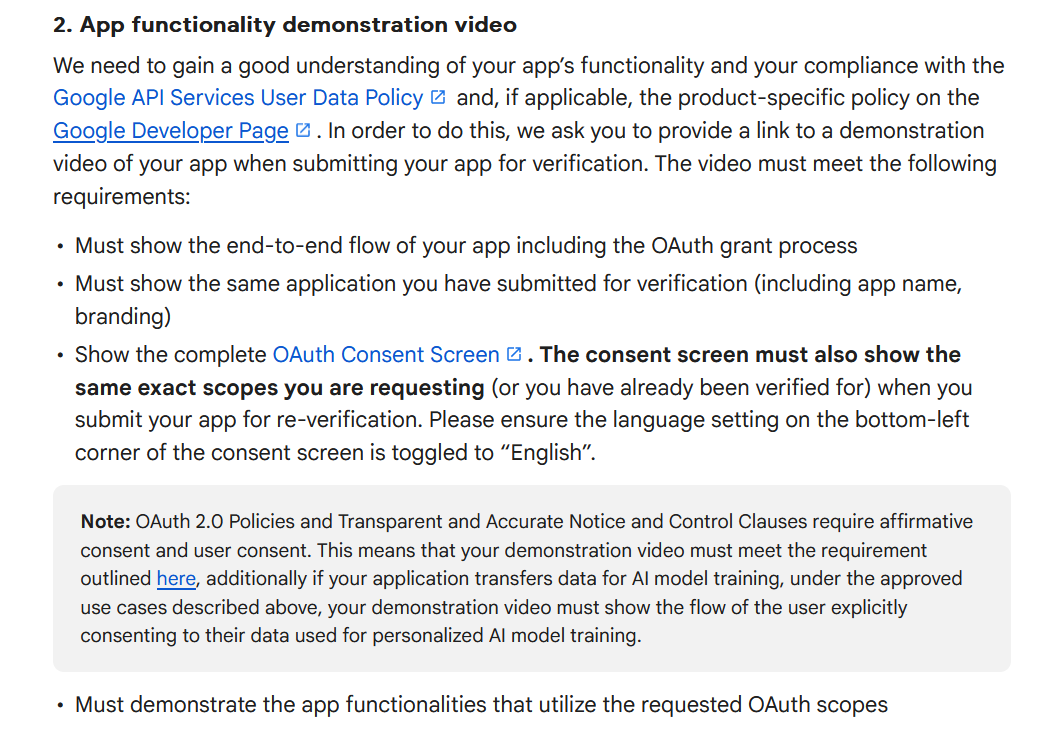 2. App functionality demonstration video
We need to gain a good understanding of your app’s functionality and your compliance with the
Google API Services User Data Policy and, if applicable, the product-specific policy on the
Google Developer Page . In order to do this, we ask you to provide a link to a demonstration
video of your app when submitting your app for verification. The video must meet the following
requirements:
• Must show the end-to-end flow of your app including the OAuth grant process
• Must show the same application you have submitted for verification (including app name,
branding)
• Show the complete OAuth Consent Screen . The consent screen must also show the
same exact scopes you are requesting (or you have already been verified for) when you
submit your app for re-verification. Please ensure the language setting on the bottom-left
corner of the consent screen is toggled to “English”.
Note: OAuth 2.0 Policies and Transparent and Accurate Notice and Control Clauses require affirmative
consent and user consent. This means that your demonstration video must meet the requirement
outlined here, additionally if your application transfers data for AI model training, under the approved
use cases described above, your demonstration video must show the flow of the user explicitly
consenting to their data used for personalized AI model training.
• Must demonstrate the app functionalities that utilize the requested OAuth scopes